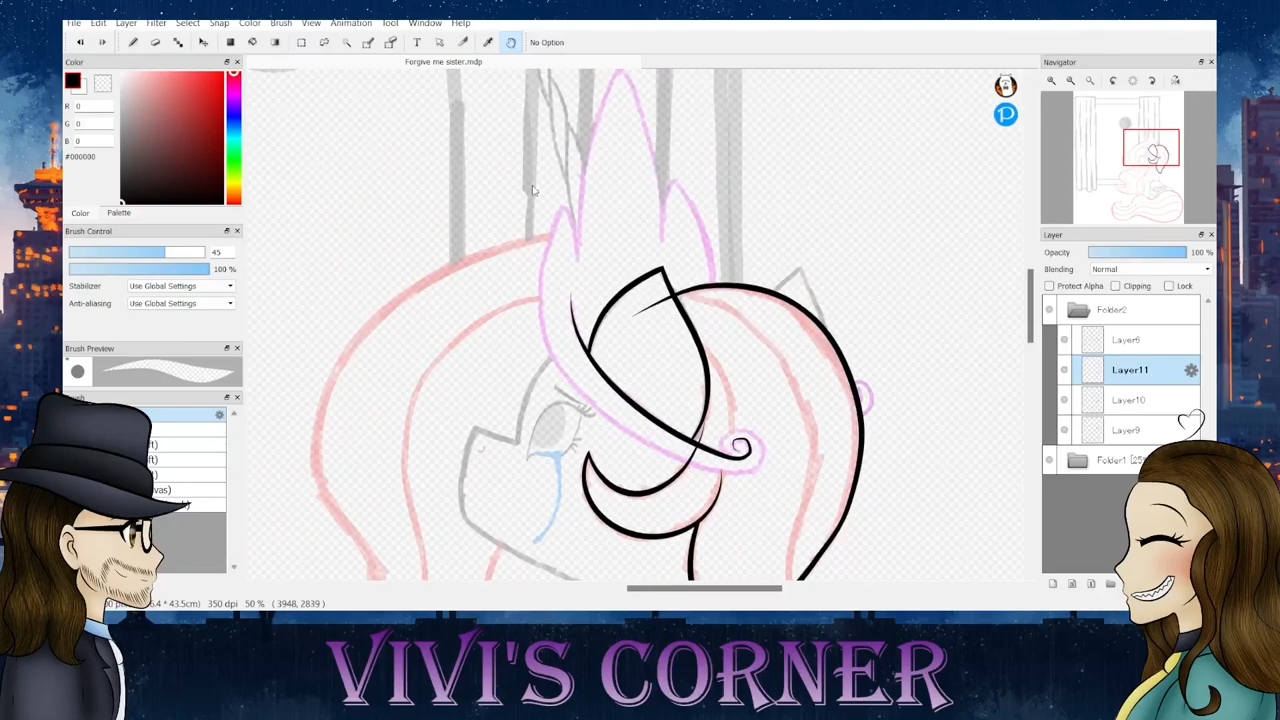 File Edit Layer Filter Select Snap Color Brush View Animation Tool Window Help
No Option
Color
Forgive me sister.mdp
Navigator
R 0
G 0
B 0
#000000
Color Palette
Brush Control
45
100 %
Stabilizer Use Global Settings
Anti-aliasing Use Global Settings
Brush Preview
Layer
Opacity 100 %
Blending Normal
Protect Alpha Clipping Lock
Folder2
Layer6
Layer11
Layer10
Layer9
Folder1
43.5cm) 350 dpi 50 % ( 3948, 2839 )
VIVI'S CORNER